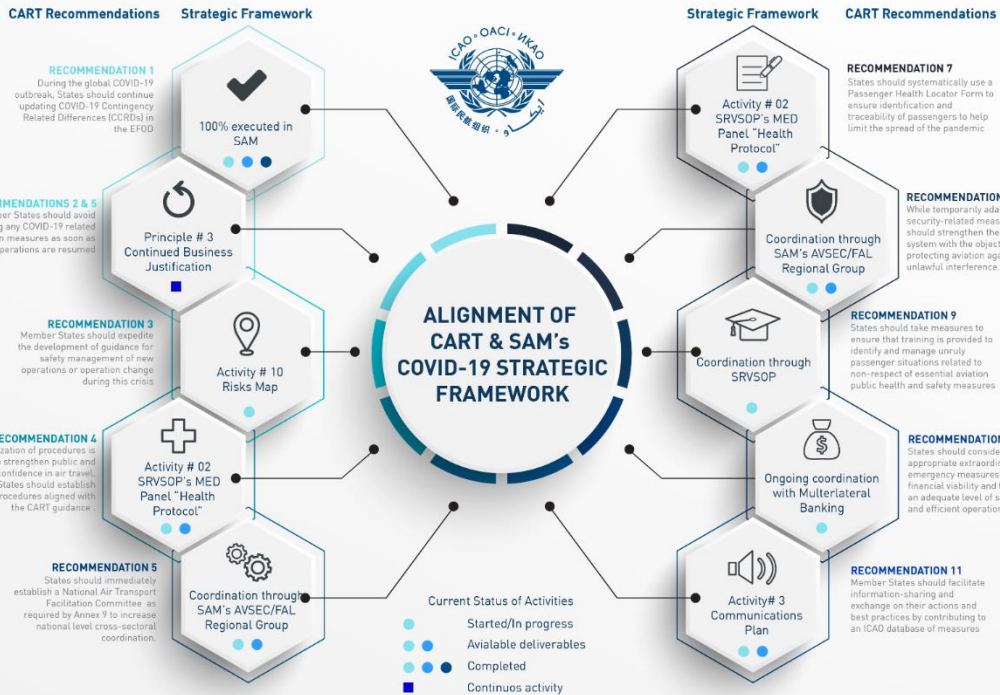 CART Recommendations
Strategic Framework
RECOMMENDATION 1
During the global COVID-19
outbreak, States should continue
updating COVID-19 Contingency
Related Differences (CCRDs) in
the EFOD
100% executed in
SAM
MENDATIONS 2 & 5
ber States should avoid
ng any COVID-19 related
n measures as soon as
operations are resumed
Principle # 3
Continued Business
Justification
RECOMMENDATION 3
Member States should expedite
the development of guidance for
safety management of new
operations or operation change
during this crisis
Activity # 10
Risks Map
ECOMMENDATION 4
ization of procedures is
o strengthen public and
confidence in air travel.
States should establish
rocedures aligned with
the CART guidance .
Activity # 02
SRVSOP's MED
Panel "Health
Protocol"
RECOMMENDATION 5
States should immediately
establish a National Air Transport
Facilitation Committee as
required by Annex 9 to increase
national level cross-sectoral
coordination.
Coordination through
SAM's AVSEC/FAL
Regional Group
ICAO • OACI • ИКАО
国际民航组织
إيكاو
ALIGNMENT OF
CART & SAM's
COVID-19 STRATEGIC
FRAMEWORK
Current Status of Activities
Started/In progress
Avialable deliverables
Completed
Continuos activity
Strategic Framework
CART Recommendations
Activity # 02
SRVSOP's MED
Panel "Health
Protocol"
RECOMMENDATION 7
States should systematically use a
Passenger Health Locator Form to
ensure identification and
traceability of passengers to help
limit the spread of the pandemic
Coordination through
SAM's AVSEC/FAL
Regional Group
RECOMMENDATION
While temporarily ada
security-related meas
should strengthen the
system with the object
protecting aviation aga
unlawful interference.
Coordination through
SRVSOP
RECOMMENDATION 9
States should take measures to
ensure that training is provided to
identify and manage unruly
passenger situations related to
non-respect of essential aviation
public health and safety measures
Ongoing coordination
with Multerlateral
Banking
RECOMMENDATION
States should conside
appropriate extraordin
emergency measures
financial viability and
an adequate level of s
and efficient operation
Activity# 3
Communications
Plan
RECOMMENDATION 11
Member States should facilitate
information-sharing and
exchange on their actions and
best practices by contributing to
an ICAO database of measures